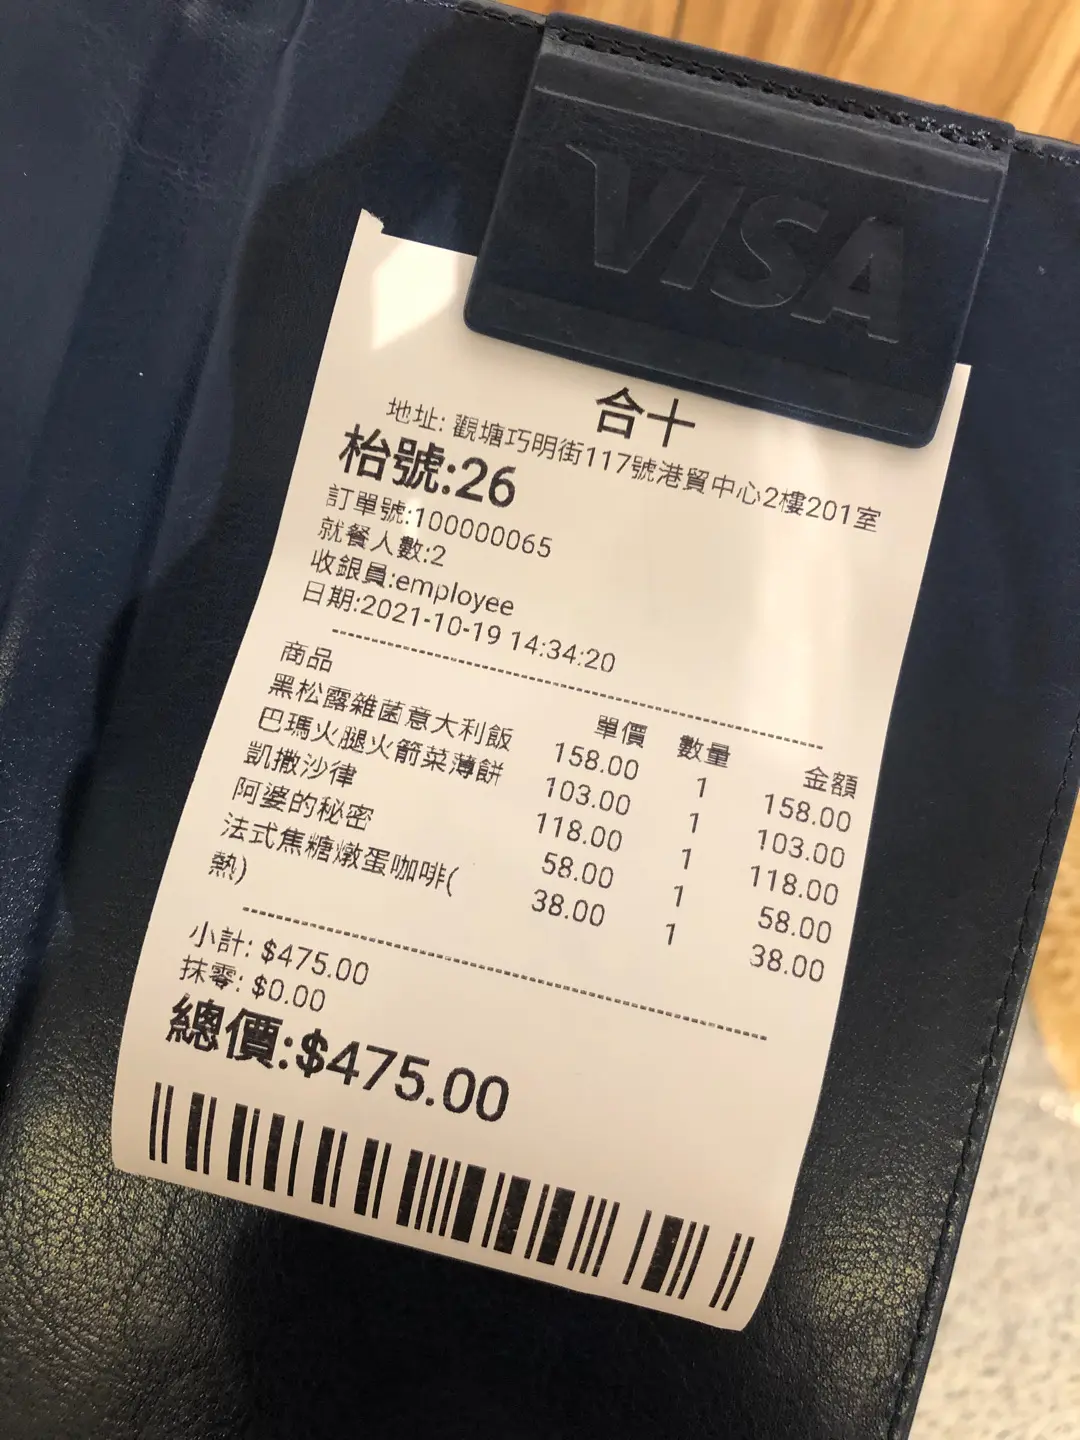 VISA
合十
地址: 觀塘巧明街117號港貿中心2樓201室
枱號:26
訂單號:100000065
就餐人數:2
收銀員:employee
日期:2021-10-19 14:34:20
商品 單價 數量 金額
黑松露雜菌意大利飯 158.00 1 158.00
巴瑪火腿火箭菜薄餅 103.00 1 103.00
凱撒沙律 118.00 1 118.00
阿婆的秘密 58.00 1 58.00
法式焦糖燉蛋咖啡( 38.00 1 38.00
熱)
小計: $475.00
抹零: $0.00
總價:$475.00